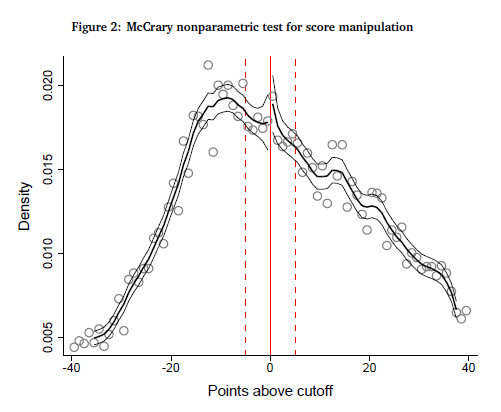 Figure 2: McCrary nonparametric test for score manipulation
0.020
0.015
0.010
0.005
Density
-40 -20 0 20 40
Points above cutoff